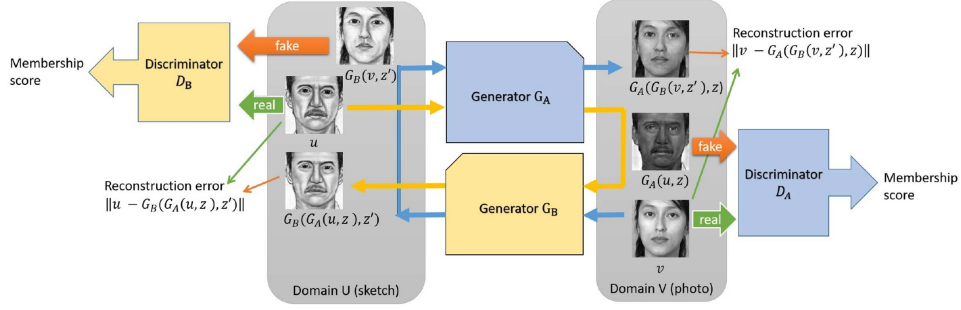 fake
G_B(v, z′)
Membership
score
Discriminator
D_B
real
u
Reconstruction error
‖u − G_B(G_A(u, z), z′)‖
G_B(G_A(u, z), z′)
Domain U (sketch)
Generator G_A
Generator G_B
G_A(G_B(v, z′), z)
Reconstruction error
‖v − G_A(G_B(v, z′), z)‖
fake
G_A(u, z)
real
v
Domain V (photo)
Discriminator
D_A
Membership
score